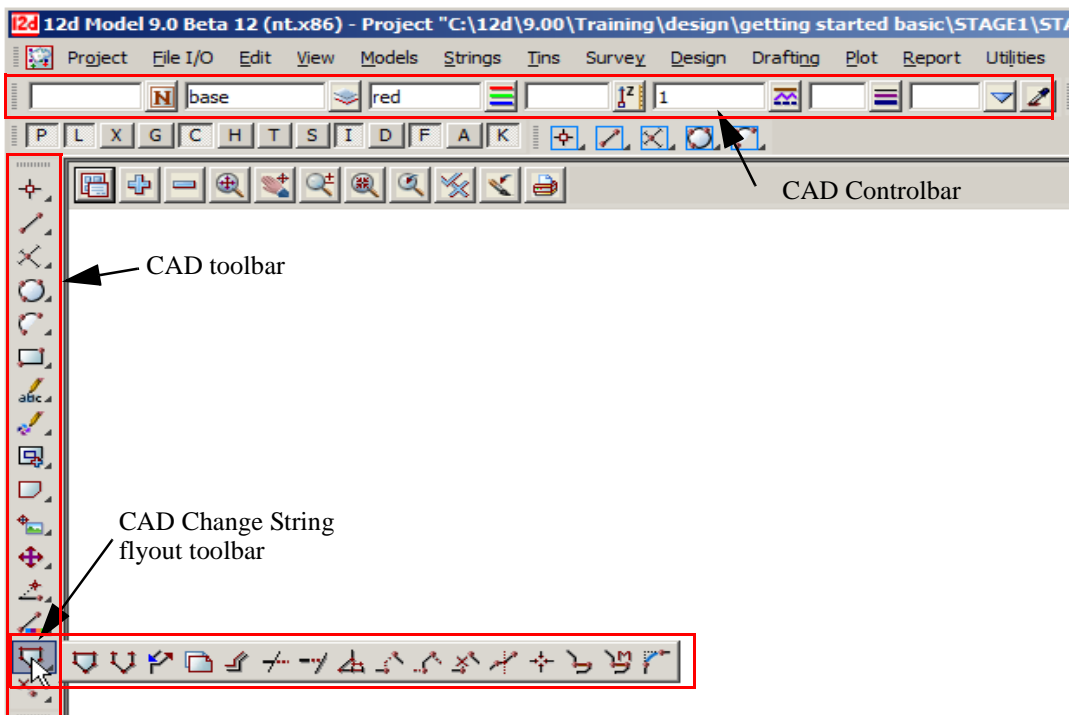 12d 12d Model 9.0 Beta 12 (nt.x86) - Project "C:\12d\9.00\Training\design\getting started basic\STAGE1\STA
Project File I/O Edit View Models Strings Tins Survey Design Drafting Plot Report Utilities
N base red 1
P L X G C H T S I D F A K
CAD Controlbar
CAD toolbar
abc
CAD Change String
flyout toolbar